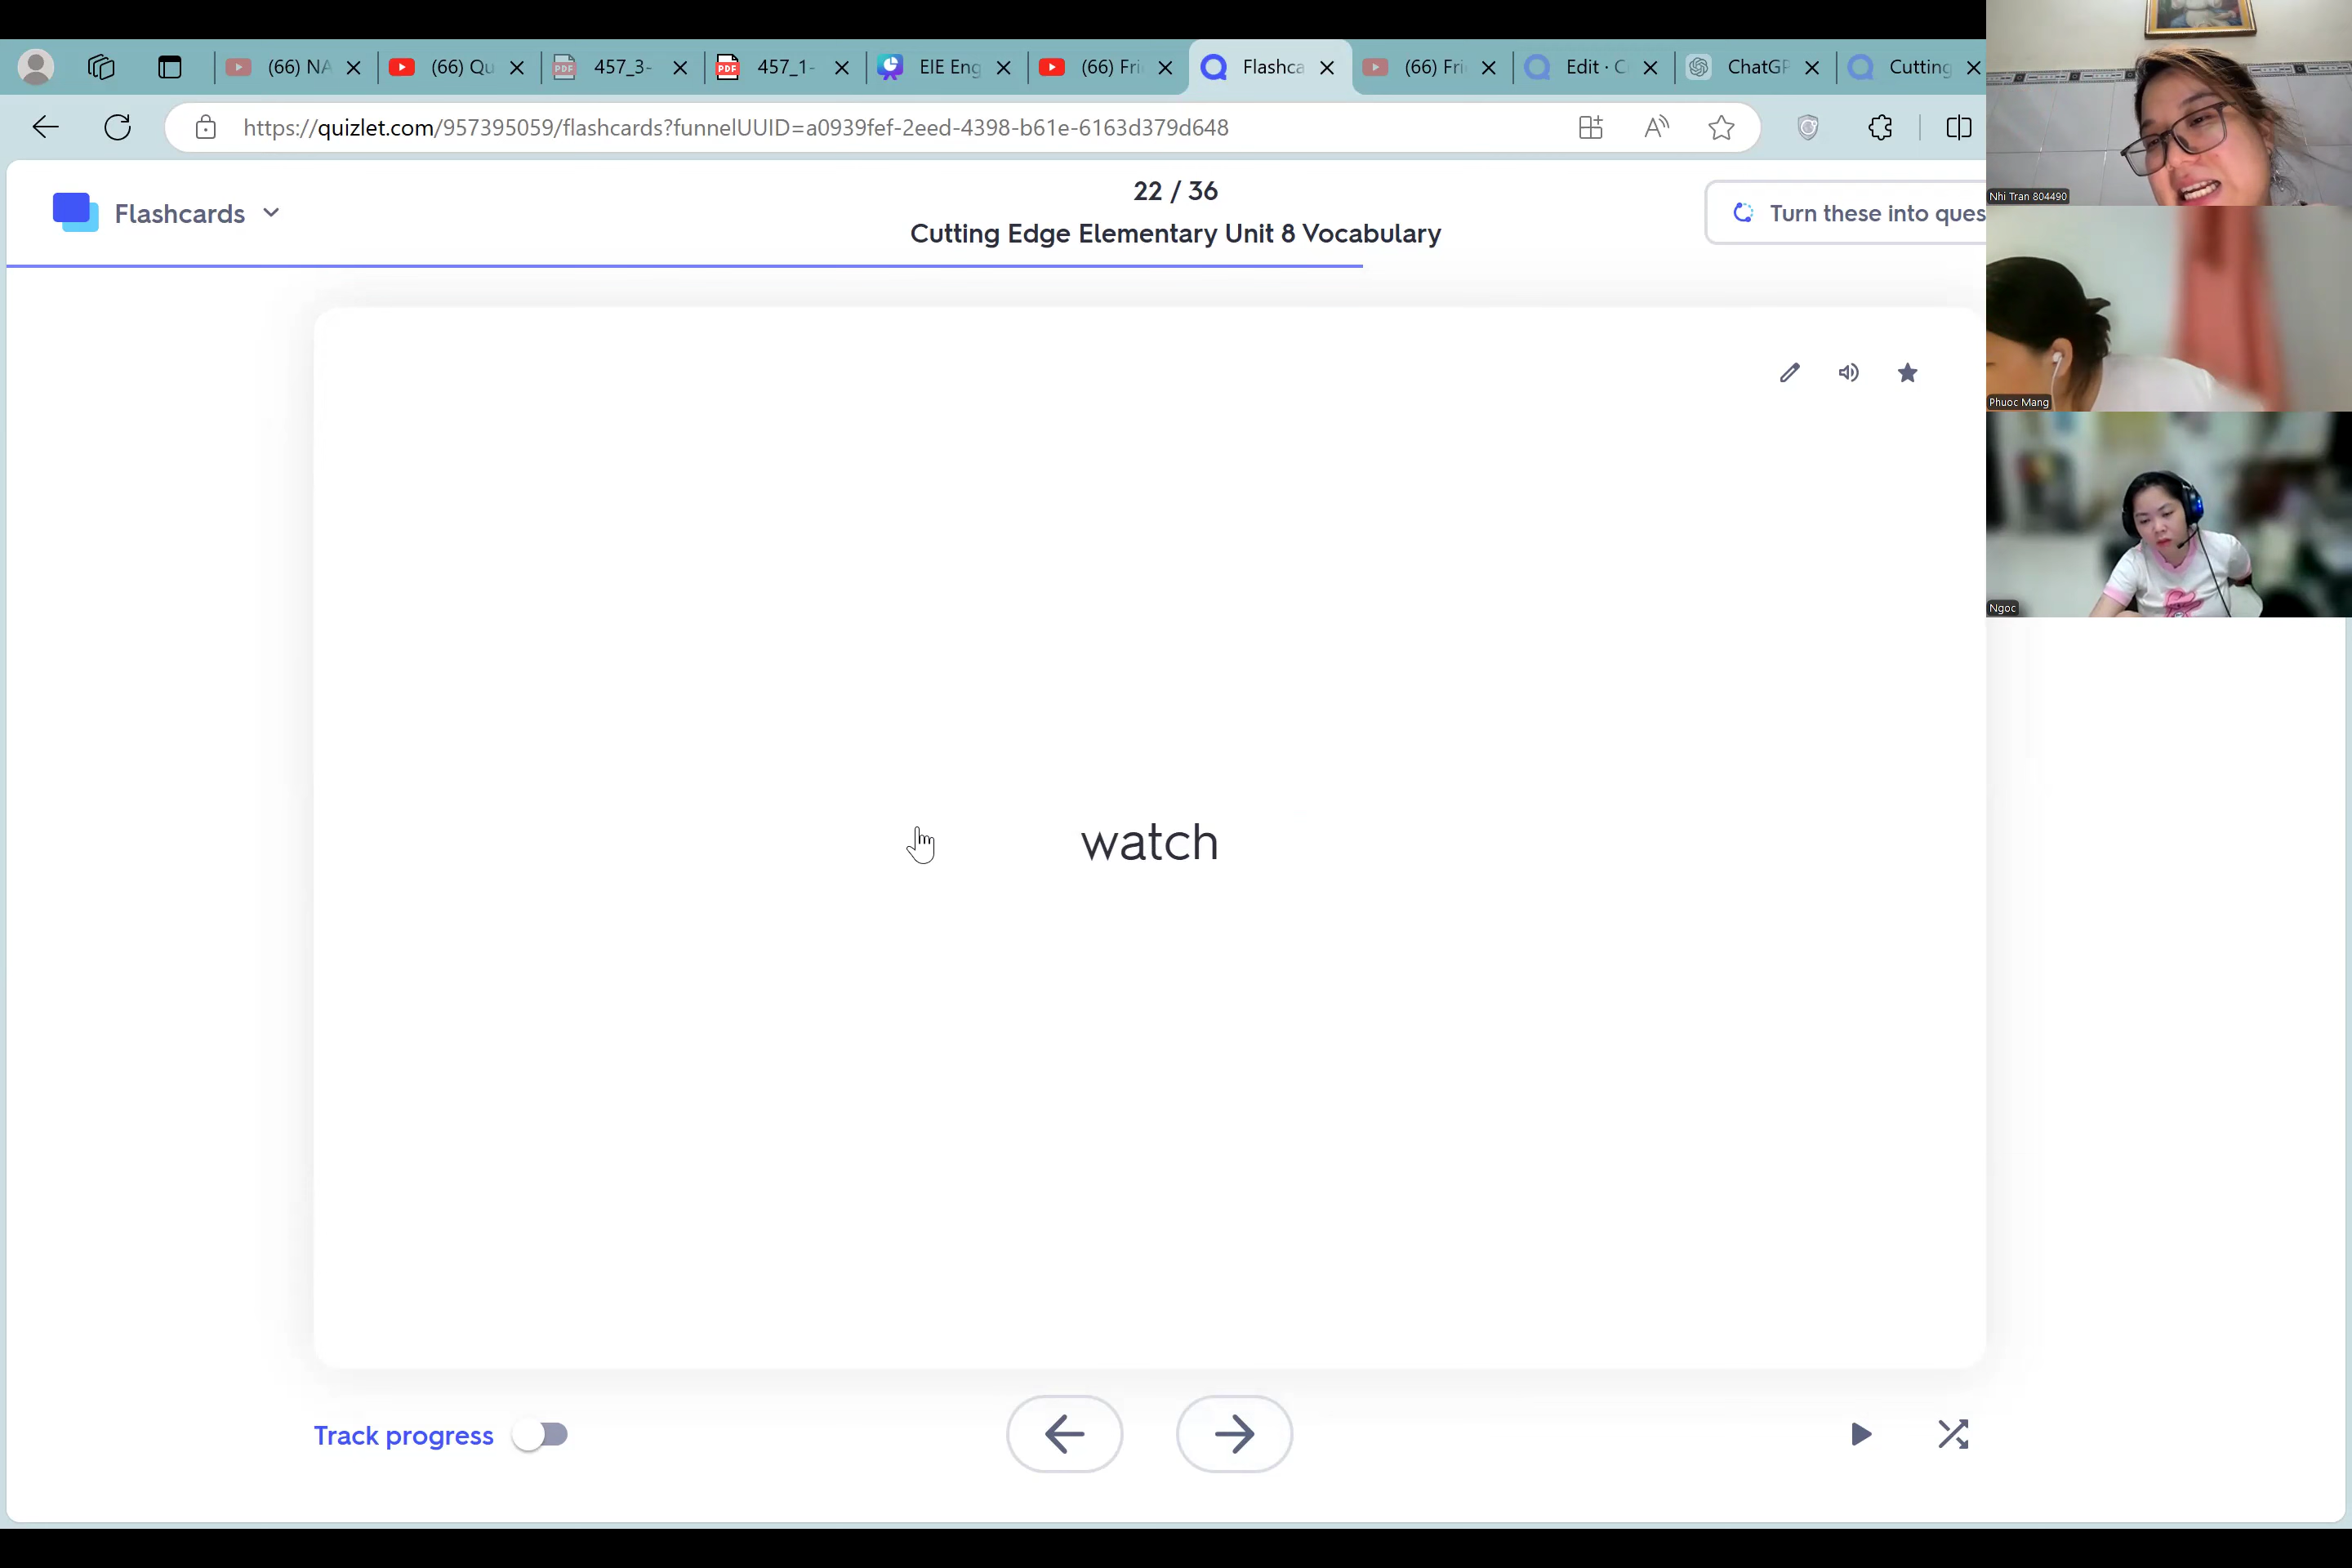 (66) NA
(66) Qu
457_3-
457_1-
EIE Eng
(66) Fri
Flashca
(66) Fri
Edit · C
ChatGP
Cutting
https://quizlet.com/957395059/flashcards?funnelUUID=a0939fef-2eed-4398-b61e-6163d379d648
Flashcards
22 / 36
Cutting Edge Elementary Unit 8 Vocabulary
Turn these into ques
Nhi Tran 804490
Phuoc Mang
Ngoc
watch
Track progress